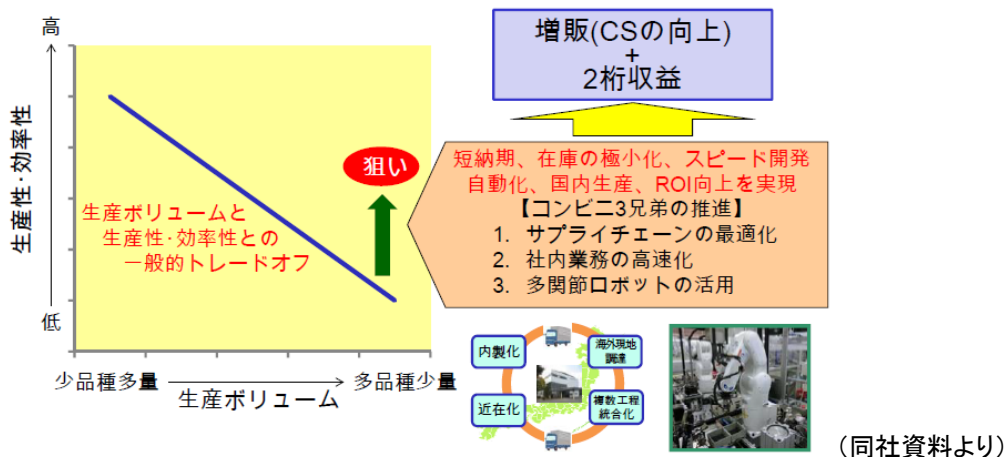 高
生産性・効率性
低
生産ボリュームと
生産性・効率性との
一般的トレードオフ
狙い
少品種多量
生産ボリューム
多品種少量
増販(CSの向上)
+
2桁収益
短納期、在庫の極小化、スピード開発
自動化、国内生産、ROI向上を実現
【コンビニ3兄弟の推進】
1. サプライチェーンの最適化
2. 社内業務の高速化
3. 多関節ロボットの活用
内製化
海外現地
調達
近在化
複数工程
統合化
(同社資料より)